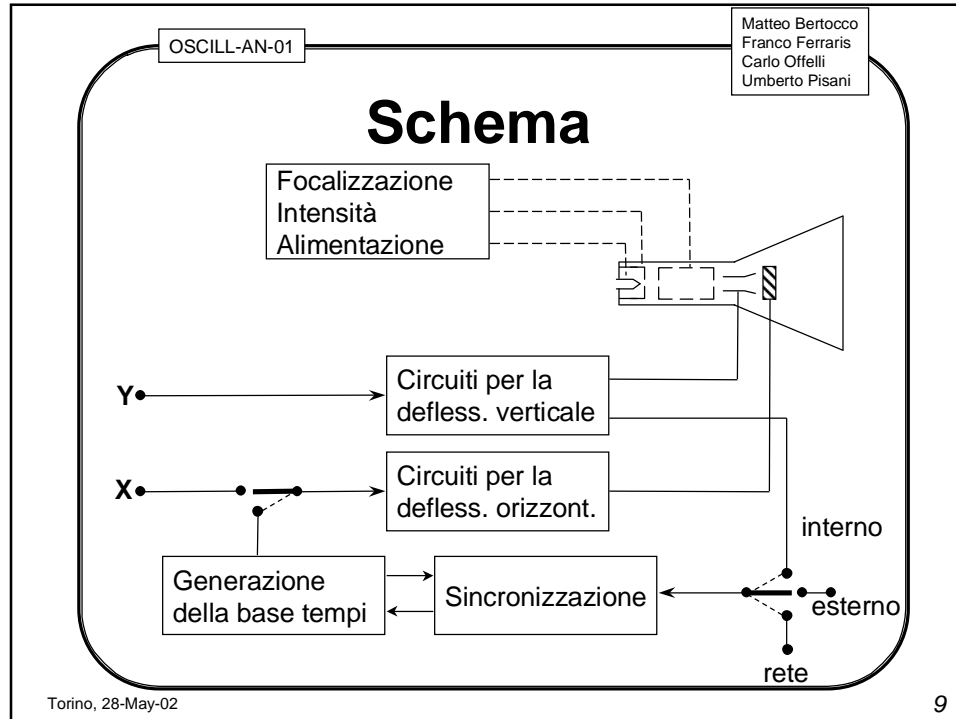 OSCILL-AN-01
Matteo Bertocco
Franco Ferraris
Carlo Offelli
Umberto Pisani
Schema
Focalizzazione
Intensità
Alimentazione
Y
Circuiti per la
defless. verticale
X
Circuiti per la
defless. orizzont.
interno
Generazione
della base tempi
Sincronizzazione
esterno
rete
Torino, 28-May-02
9